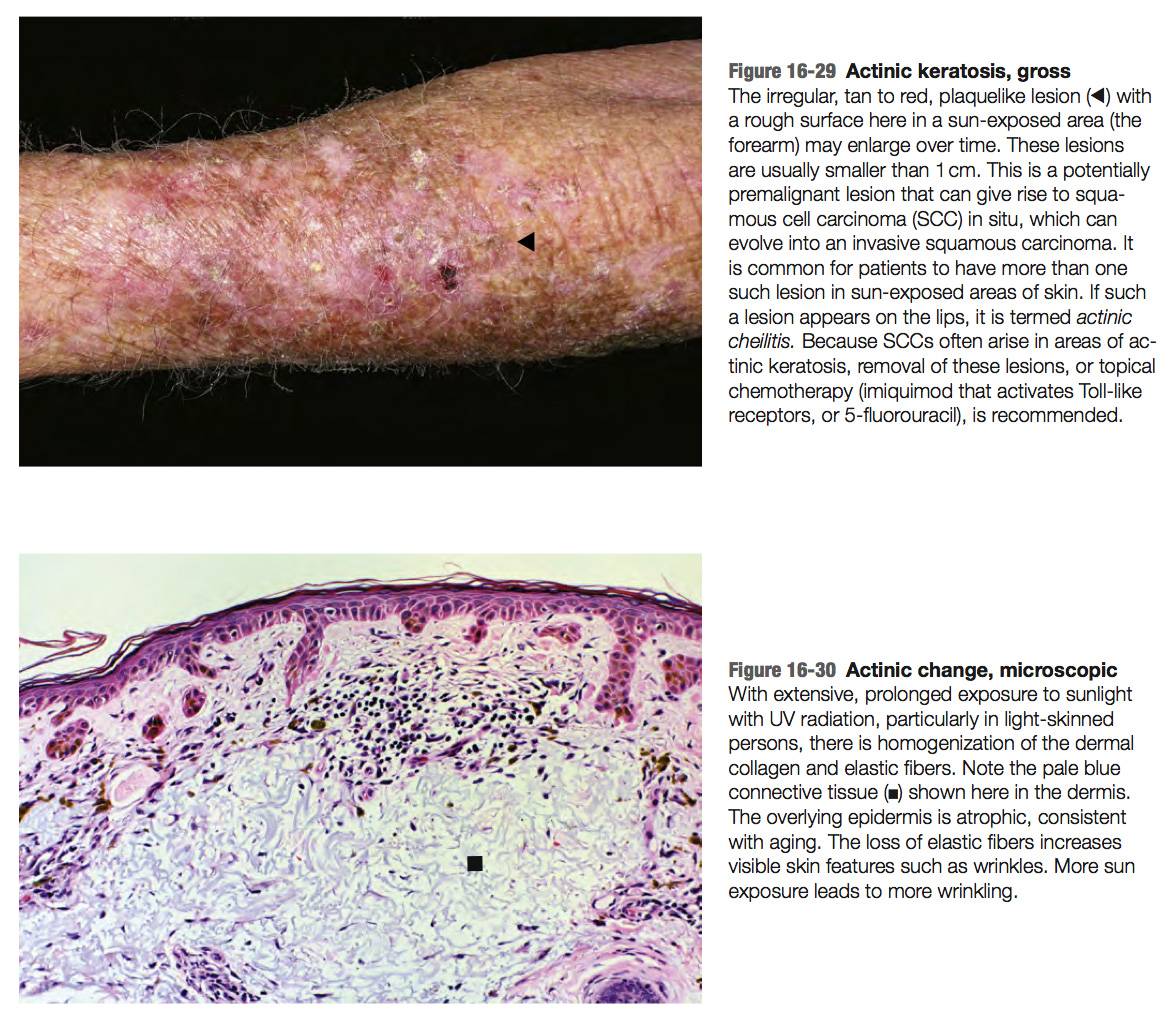 Figure 16-29 Actinic keratosis, gross
The irregular, tan to red, plaquelike lesion (◀) with
a rough surface here in a sun-exposed area (the
forearm) may enlarge over time. These lesions
are usually smaller than 1 cm. This is a potentially
premalignant lesion that can give rise to squa-
mous cell carcinoma (SCC) in situ, which can
evolve into an invasive squamous carcinoma. It
is common for patients to have more than one
such lesion in sun-exposed areas of skin. If such
a lesion appears on the lips, it is termed actinic
cheilitis. Because SCCs often arise in areas of ac-
tinic keratosis, removal of these lesions, or topical
chemotherapy (imiquimod that activates Toll-like
receptors, or 5-fluorouracil), is recommended.
Figure 16-30 Actinic change, microscopic
With extensive, prolonged exposure to sunlight
with UV radiation, particularly in light-skinned
persons, there is homogenization of the dermal
collagen and elastic fibers. Note the pale blue
connective tissue (■) shown here in the dermis.
The overlying epidermis is atrophic, consistent
with aging. The loss of elastic fibers increases
visible skin features such as wrinkles. More sun
exposure leads to more wrinkling.